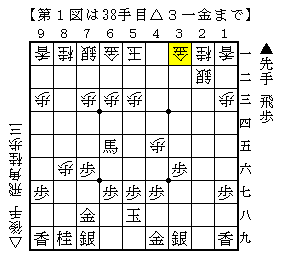 【第１図は38手目△３一金まで】
９ ８ ７ ６ ５ ４ ３ ２ １
香 桂 銀 金 王 金 桂 香 一
銀 二
歩 歩 歩 歩 歩 三
四
馬 歩 五
歩 歩 歩 六
歩 歩 歩 歩 歩 七
金 王 八
香 桂 銀 金 銀 香 九
▲先手 飛歩
△後手 飛角桂歩三